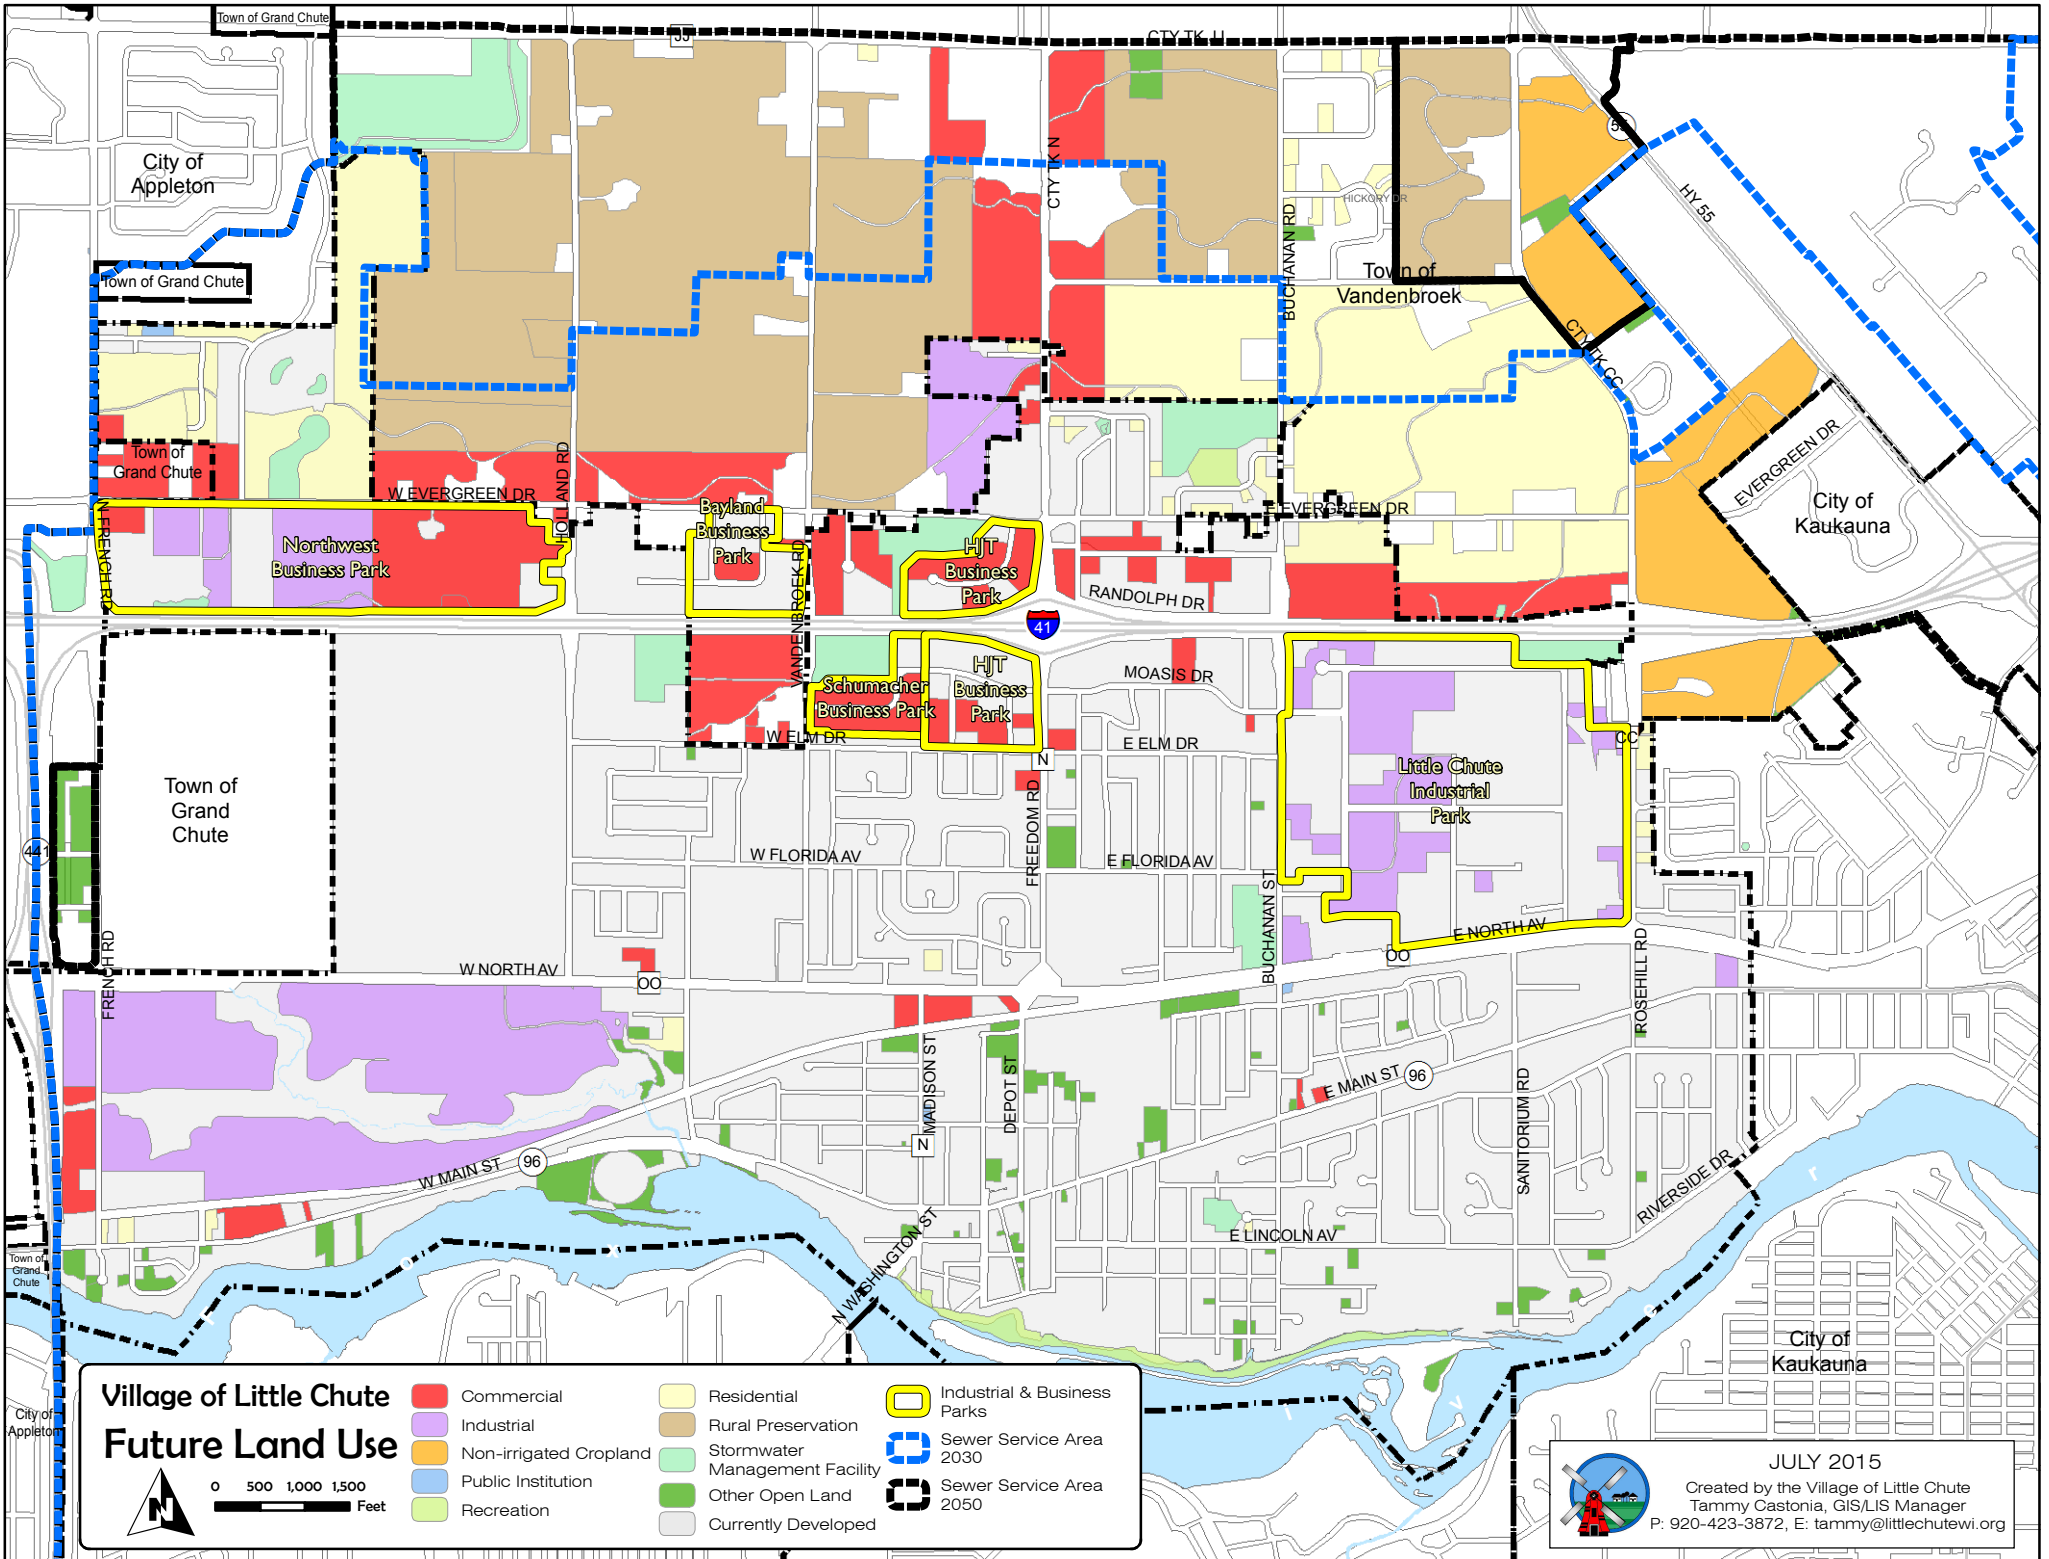 Town of Grand Chute
JJ
CTY TK JJ
City of
Appleton
CTY TK N
55
HICKORY DR
HY 55
BUCHANAN RD
Town of Grand Chute
Town of
Vandenbroek
CTY TK CC
Town of
Grand Chute
HOLLAND RD
W EVERGREEN DR
EVERGREEN DR
City of
Kaukauna
E EVERGREEN DR
N FRENCH RD
Northwest
Business Park
Bayland
Business
Park
VANDENBROEK RD
HJT
Business
Park
RANDOLPH DR
41
MOASIS DR
Schumacher
Business Park
HJT
Business
Park
W ELM DR
E ELM DR
N
CC
Town of
Grand
Chute
Little Chute
Industrial
Park
441
FREEDOM RD
W FLORIDA AV
E FLORIDA AV
BUCHANAN ST
E NORTH AV
OO
FRENCH RD
W NORTH AV
OO
ROSEHILL RD
MADISON ST
DEPOT ST
E MAIN ST
96
SANITORIUM RD
N
W MAIN ST
96
RIVERSIDE DR
N WASHINGTON ST
E LINCOLN AV
Town of
Grand
Chute
F o x
R i v e r
City of
Kaukauna
City of
Appleton
Village of Little Chute
Future Land Use
N
0 500 1,000 1,500
Feet
Commercial
Industrial
Non-irrigated Cropland
Public Institution
Recreation
Residential
Rural Preservation
Stormwater
Management Facility
Other Open Land
Currently Developed
Industrial & Business
Parks
Sewer Service Area
2030
Sewer Service Area
2050
JULY 2015
Created by the Village of Little Chute
Tammy Castonia, GIS/LIS Manager
P: 920-423-3872, E: tammy@littlechutewi.org